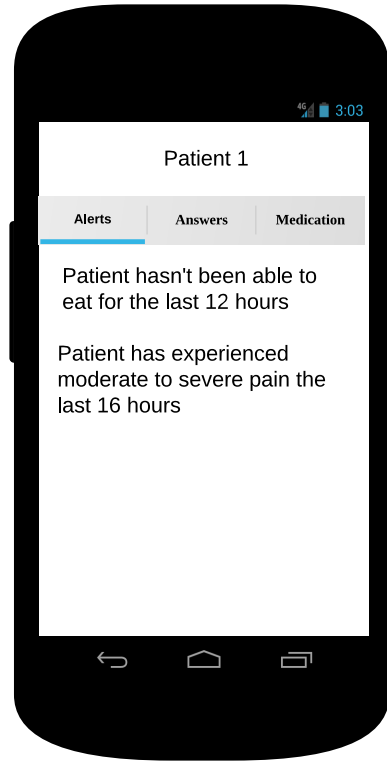 4G 3:03
Patient 1
Alerts Answers Medication
Patient hasn't been able to
eat for the last 12 hours
Patient has experienced
moderate to severe pain the
last 16 hours